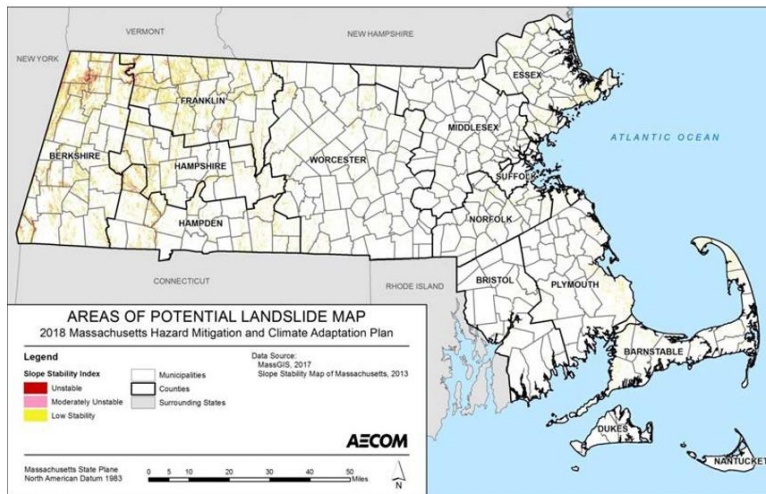 VERMONT
NEW HAMPSHIRE
NEW YORK
ESSEX
FRANKLIN
MIDDLESEX
ATLANTIC OCEAN
BERKSHIRE
HAMPSHIRE
WORCESTER
SUFFOLK
HAMPDEN
NORFOLK
CONNECTICUT
RHODE ISLAND
BRISTOL
PLYMOUTH
BARNSTABLE
DUKES
NANTUCKET
AREAS OF POTENTIAL LANDSLIDE MAP
2018 Massachusetts Hazard Mitigation and Climate Adaptation Plan
Legend
Slope Stability Index
Unstable
Moderately Unstable
Low Stability
Municipalities
Counties
Surrounding States
Data Source:
MassGIS, 2017
Slope Stability Map of Massachusetts, 2013
AECOM
Massachusetts State Plane
North American Datum 1983
0 5 10 20 30 40 50
Miles
N